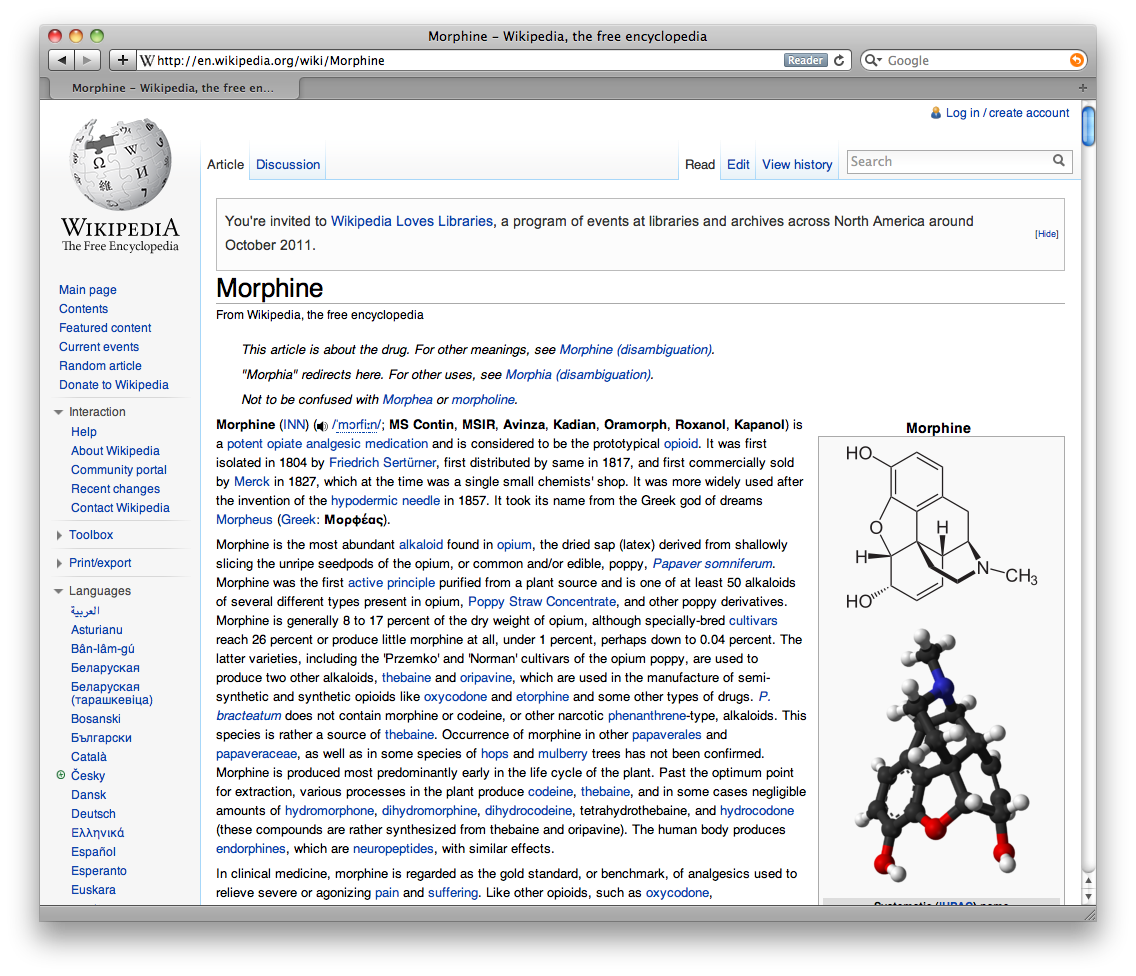 Morphine – Wikipedia, the free encyclopedia
http://en.wikipedia.org/wiki/Morphine
Reader
Google
Morphine – Wikipedia, the free en...
Log in / create account
Article
Discussion
Read
Edit
View history
Search
WIKIPEDIA
The Free Encyclopedia
Main page
Contents
Featured content
Current events
Random article
Donate to Wikipedia
Interaction
Help
About Wikipedia
Community portal
Recent changes
Contact Wikipedia
Toolbox
Print/export
Languages
العربية
Asturianu
Bân-lâm-gú
Беларуская
Беларуская
(тарашкевіца)
Bosanski
Български
Català
Česky
Dansk
Deutsch
Ελληνικά
Español
Esperanto
Euskara
You're invited to Wikipedia Loves Libraries, a program of events at libraries and archives across North America around
October 2011.
[Hide]
Morphine
From Wikipedia, the free encyclopedia
This article is about the drug. For other meanings, see Morphine (disambiguation).
"Morphia" redirects here. For other uses, see Morphia (disambiguation).
Not to be confused with Morphea or morpholine.
Morphine (INN) (/ˈmɔrfiːn/; MS Contin, MSIR, Avinza, Kadian, Oramorph, Roxanol, Kapanol) is
a potent opiate analgesic medication and is considered to be the prototypical opioid. It was first
isolated in 1804 by Friedrich Sertürner, first distributed by same in 1817, and first commercially sold
by Merck in 1827, which at the time was a single small chemists' shop. It was more widely used after
the invention of the hypodermic needle in 1857. It took its name from the Greek god of dreams
Morpheus (Greek: Μορφέας).
Morphine is the most abundant alkaloid found in opium, the dried sap (latex) derived from shallowly
slicing the unripe seedpods of the opium, or common and/or edible, poppy, Papaver somniferum.
Morphine was the first active principle purified from a plant source and is one of at least 50 alkaloids
of several different types present in opium, Poppy Straw Concentrate, and other poppy derivatives.
Morphine is generally 8 to 17 percent of the dry weight of opium, although specially-bred cultivars
reach 26 percent or produce little morphine at all, under 1 percent, perhaps down to 0.04 percent. The
latter varieties, including the 'Przemko' and 'Norman' cultivars of the opium poppy, are used to
produce two other alkaloids, thebaine and oripavine, which are used in the manufacture of semi-
synthetic and synthetic opioids like oxycodone and etorphine and some other types of drugs. P.
bracteatum does not contain morphine or codeine, or other narcotic phenanthrene-type, alkaloids. This
species is rather a source of thebaine. Occurrence of morphine in other papaverales and
papaveraceae, as well as in some species of hops and mulberry trees has not been confirmed.
Morphine is produced most predominantly early in the life cycle of the plant. Past the optimum point
for extraction, various processes in the plant produce codeine, thebaine, and in some cases negligible
amounts of hydromorphone, dihydromorphine, dihydrocodeine, tetrahydrothebaine, and hydrocodone
(these compounds are rather synthesized from thebaine and oripavine). The human body produces
endorphines, which are neuropeptides, with similar effects.
In clinical medicine, morphine is regarded as the gold standard, or benchmark, of analgesics used to
relieve severe or agonizing pain and suffering. Like other opioids, such as oxycodone,
Morphine
HO
O
H
H
N
CH3
HO
Systematic (IUPAC) name